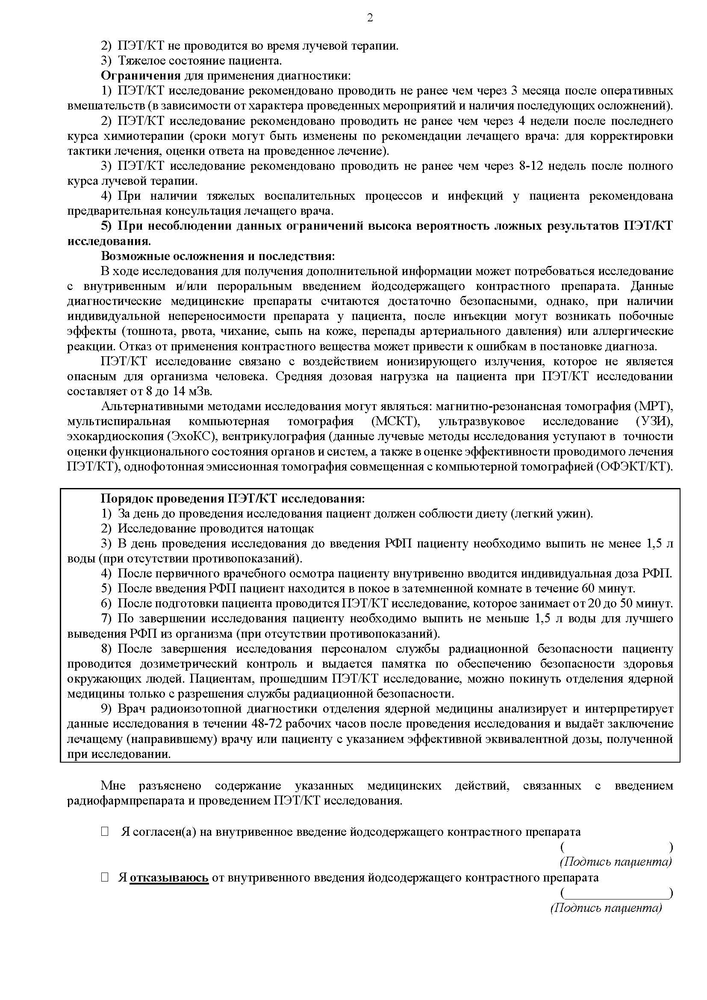 2
2) ПЭТ/КТ не проводится во время лучевой терапии.
3) Тяжелое состояние пациента.
Ограничения для применения диагностики:
1) ПЭТ/КТ исследование рекомендовано проводить не ранее чем через 3 месяца после оперативных
вмешательств (в зависимости от характера проведенных мероприятий и наличия последующих осложнений).
2) ПЭТ/КТ исследование рекомендовано проводить не ранее чем через 4 недели после последнего
курса химиотерапии (сроки могут быть изменены по рекомендации лечащего врача: для корректировки
тактики лечения, оценки ответа на проведенное лечение).
3) ПЭТ/КТ исследование рекомендовано проводить не ранее чем через 8-12 недель после полного
курса лучевой терапии.
4) При наличии тяжелых воспалительных процессов и инфекций у пациента рекомендована
предварительная консультация лечащего врача.
5) При несоблюдении данных ограничений высока вероятность ложных результатов ПЭТ/КТ
исследования.
Возможные осложнения и последствия:
В ходе исследования для получения дополнительной информации может потребоваться исследование
с внутривенным и/или пероральным введением йодсодержащего контрастного препарата. Данные
диагностические медицинские препараты считаются достаточно безопасными, однако, при наличии
индивидуальной непереносимости препарата у пациента, после инъекции могут возникать побочные
эффекты (тошнота, рвота, чихание, сыпь на коже, перепады артериального давления) или аллергические
реакции. Отказ от применения контрастного вещества может привести к ошибкам в постановке диагноза.
ПЭТ/КТ исследование связано с воздействием ионизирующего излучения, которое не является
опасным для организма человека. Средняя дозовая нагрузка на пациента при ПЭТ/КТ исследовании
составляет от 8 до 14 мЗв.
Альтернативными методами исследования могут являться: магнитно-резонансная томография (МРТ),
мультиспиральная компьютерная томография (МСКТ), ультразвуковое исследование (УЗИ),
эхокардиоскопия (ЭхоКС), вентрикулография (данные лучевые методы исследования уступают в точности
оценки функционального состояния органов и систем, а также в оценке эффективности проводимого лечения
ПЭТ/КТ), однофотонная эмиссионная томография совмещенная с компьютерной томографией (ОФЭКТ/КТ).
Порядок проведения ПЭТ/КТ исследования:
1) За день до проведения исследования пациент должен соблюсти диету (легкий ужин).
2) Исследование проводится натощак
3) В день проведения исследования до введения РФП пациенту необходимо выпить не менее 1,5 л
воды (при отсутствии противопоказаний).
4) После первичного врачебного осмотра пациенту внутривенно вводится индивидуальная доза РФП.
5) После введения РФП пациент находится в покое в затемненной комнате в течение 60 минут.
6) После подготовки пациента проводится ПЭТ/КТ исследование, которое занимает от 20 до 50 минут.
7) По завершении исследования пациенту необходимо выпить не меньше 1,5 л воды для лучшего
выведения РФП из организма (при отсутствии противопоказаний).
8) После завершения исследования персоналом службы радиационной безопасности пациенту
проводится дозиметрический контроль и выдается памятка по обеспечению безопасности здоровья
окружающих людей. Пациентам, прошедшим ПЭТ/КТ исследование, можно покинуть отделения ядерной
медицины только с разрешения службы радиационной безопасности.
9) Врач радиоизотопной диагностики отделения ядерной медицины анализирует и интерпретирует
данные исследования в течении 48-72 рабочих часов после проведения исследования и выдаёт заключение
лечащему (направившему) врачу или пациенту с указанием эффективной эквивалентной дозы, полученной
при исследовании.
Мне разъяснено содержание указанных медицинских действий, связанных с введением
радиофармпрепарата и проведением ПЭТ/КТ исследования.
□ Я согласен(а) на внутривенное введение йодсодержащего контрастного препарата
( )
(Подпись пациента)
□ Я отказываюсь от внутривенного введения йодсодержащего контрастного препарата
(________________)
(Подпись пациента)